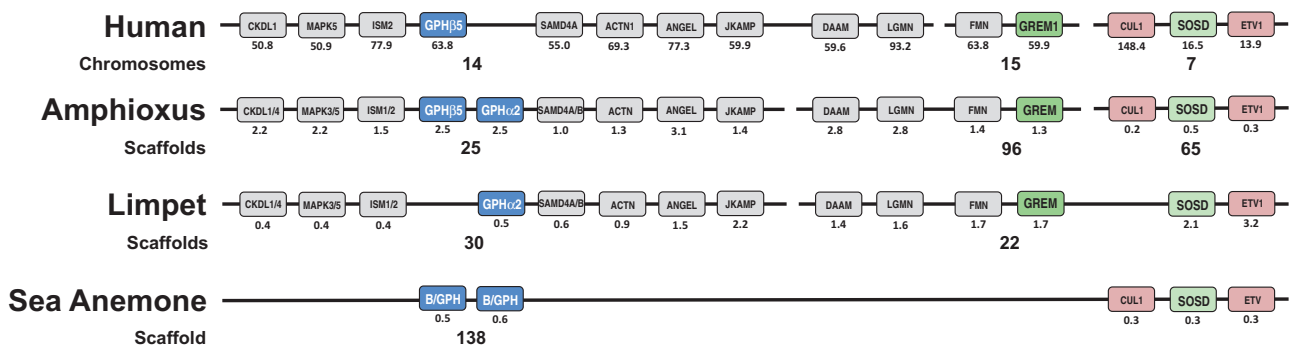 Human CKDL1 MAPK5 ISM2 GPHβ5 SAMD4A ACTN1 ANGEL JKAMP DAAM LGMN FMN GREM1 CUL1 SOSD ETV1
50.8 50.9 77.9 63.8 55.0 69.3 77.3 59.9 59.6 93.2 63.8 59.9 148.4 16.5 13.9
Chromosomes 14 15 7
Amphioxus CKDL1/4 MAPK3/5 ISM1/2 GPHβ5 GPHα2 SAMD4A/B ACTN ANGEL JKAMP DAAM LGMN FMN GREM CUL1 SOSD ETV1
2.2 2.2 1.5 2.5 2.5 1.0 1.3 3.1 1.4 2.8 2.8 1.4 1.3 0.2 0.5 0.3
Scaffolds 25 96 65
Limpet CKDL1/4 MAPK3/5 ISM1/2 GPHα2 SAMD4A/B ACTN ANGEL JKAMP DAAM LGMN FMN GREM SOSD ETV1
0.4 0.4 0.4 0.5 0.6 0.9 1.5 2.2 1.4 1.6 1.7 1.7 2.1 3.2
Scaffolds 30 22
Sea Anemone B/GPH B/GPH CUL1 SOSD ETV
0.5 0.6 0.3 0.3 0.3
Scaffold 138